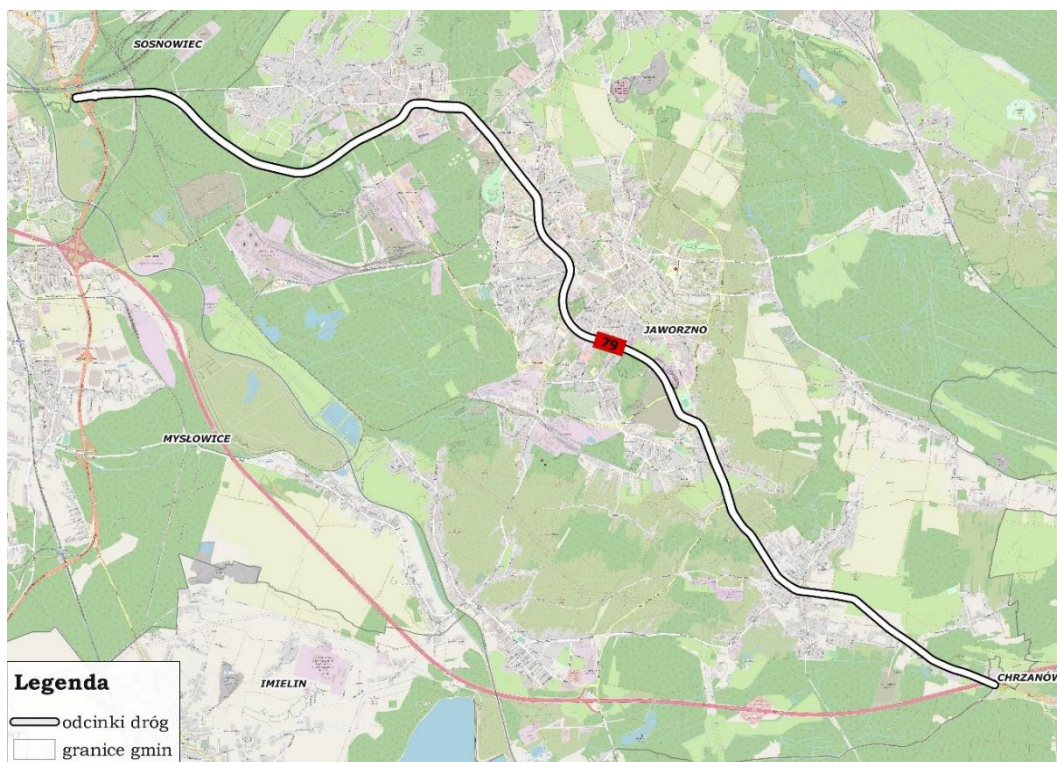 SOSNOWIEC
JAWORZNO
79
MYSŁOWICE
CHRZANÓW
IMIELIN
Legenda
odcinki dróg
granice gmin